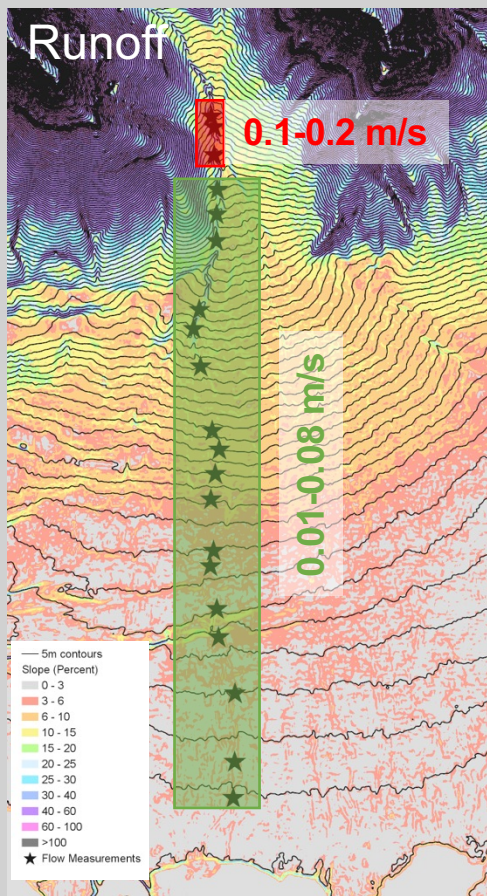 Runoff
0.1-0.2 m/s
0.01-0.08 m/s
5m contours
Slope (Percent)
0 - 3
3 - 6
6 - 10
10 - 15
15 - 20
20 - 25
25 - 30
30 - 40
40 - 60
60 - 100
>100
Flow Measurements